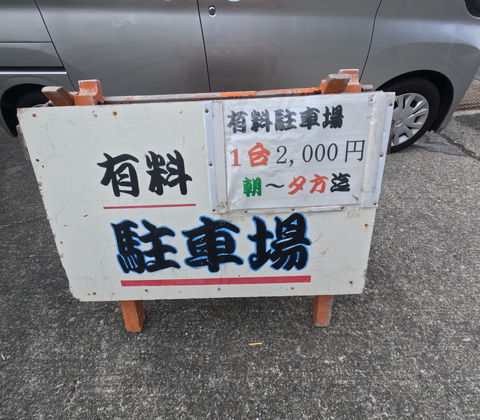 有料
駐車場
有料駐車場
1台2,000円
朝～夕方迄